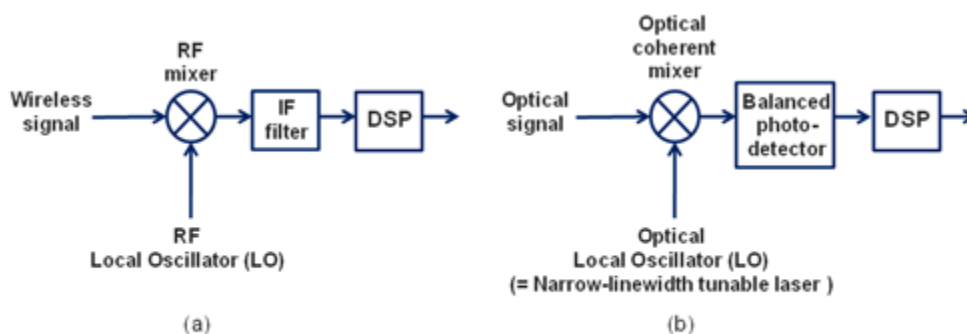 RF
mixer
Wireless
signal
IF
filter
DSP
RF
Local Oscillator (LO)
(a)
Optical
coherent
mixer
Optical
signal
Balanced
photo-
detector
DSP
Optical
Local Oscillator (LO)
(= Narrow-linewidth tunable laser )
(b)